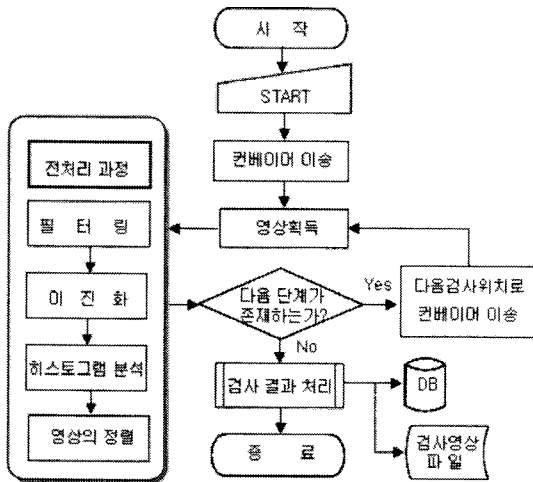 시 작
START
컨베이어 이송
영상획득
전처리 과정
필 터 링
이 진 화
히스토그램 분석
영상의 정렬
다음 단계가
존재하는가?
Yes
다음검사위치로
컨베이어 이송
No
검사 결과 처리
DB
검사영상
파 일
종 료